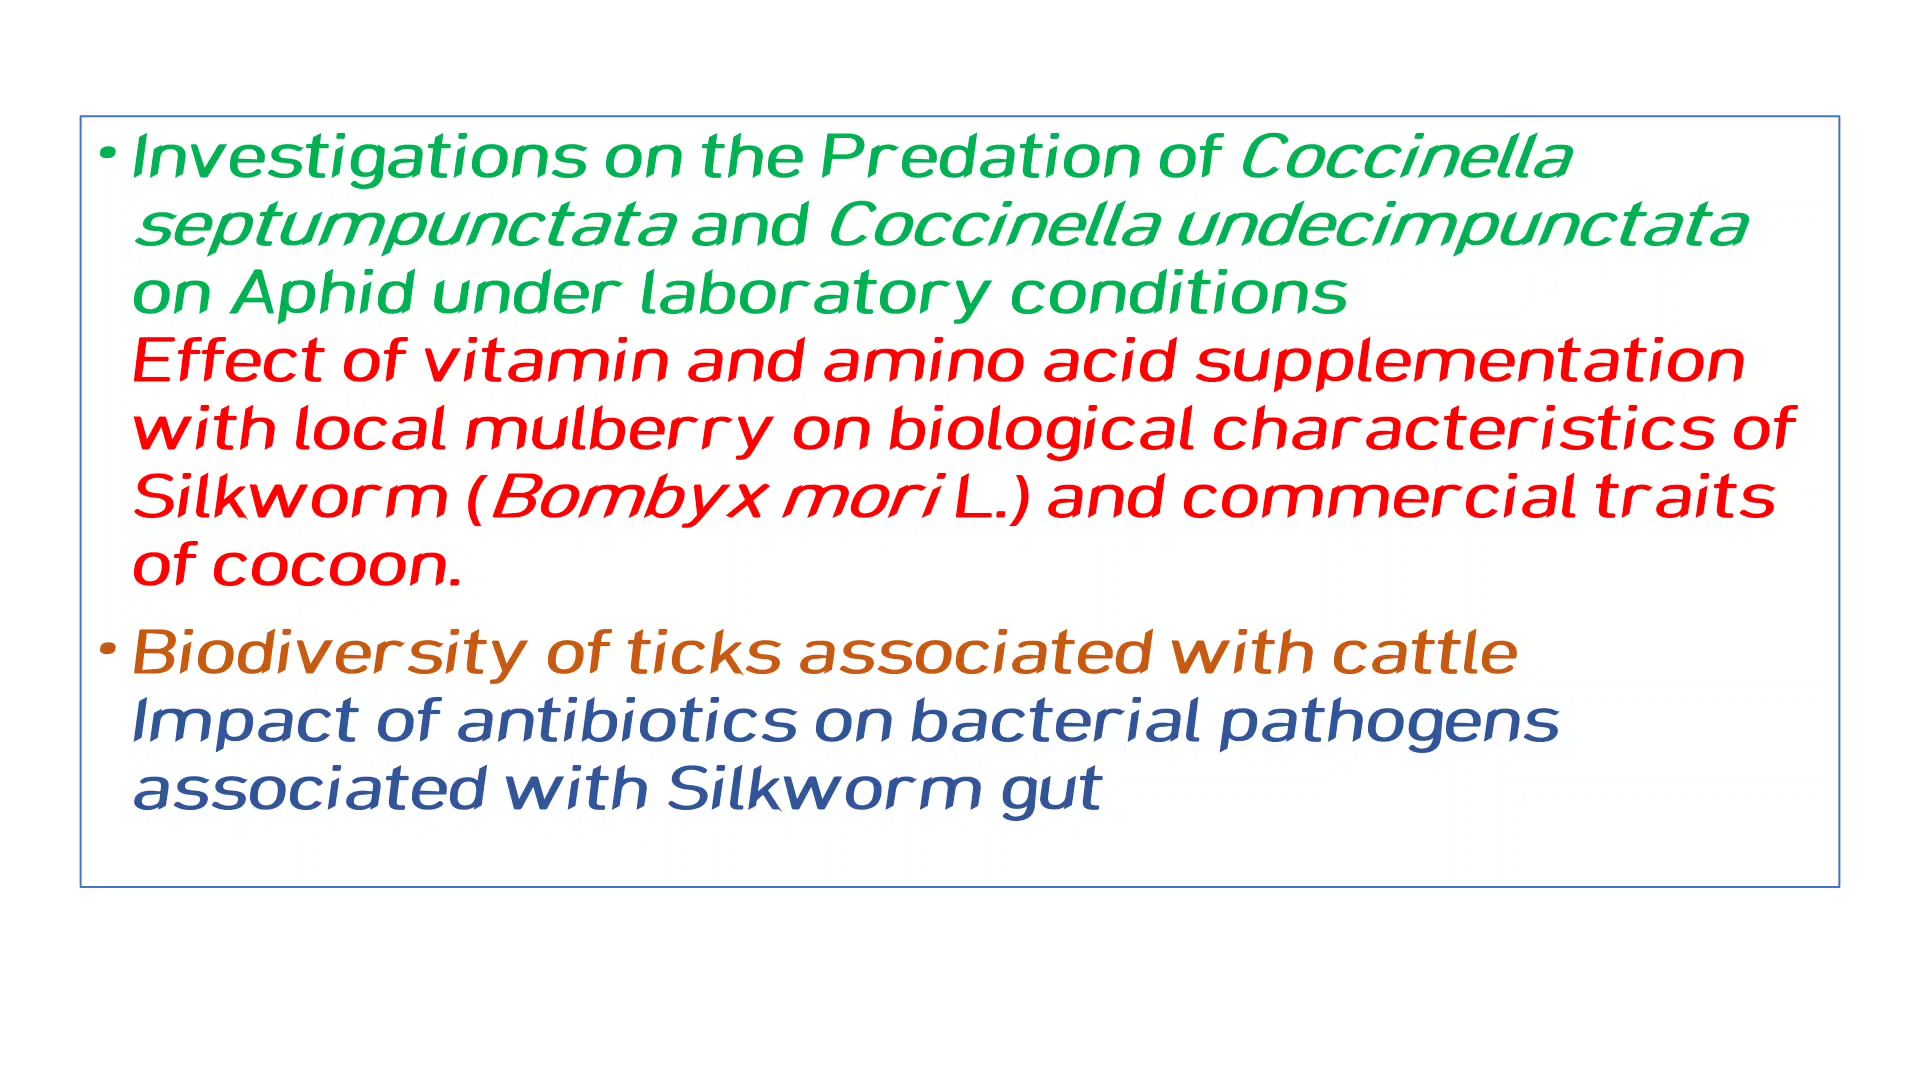 • Investigations on the Predation of Coccinella
septumpunctata and Coccinella undecimpunctata
on Aphid under laboratory conditions
Effect of vitamin and amino acid supplementation
with local mulberry on biological characteristics of
Silkworm (Bombyx mori L.) and commercial traits
of cocoon.
• Biodiversity of ticks associated with cattle
Impact of antibiotics on bacterial pathogens
associated with Silkworm gut